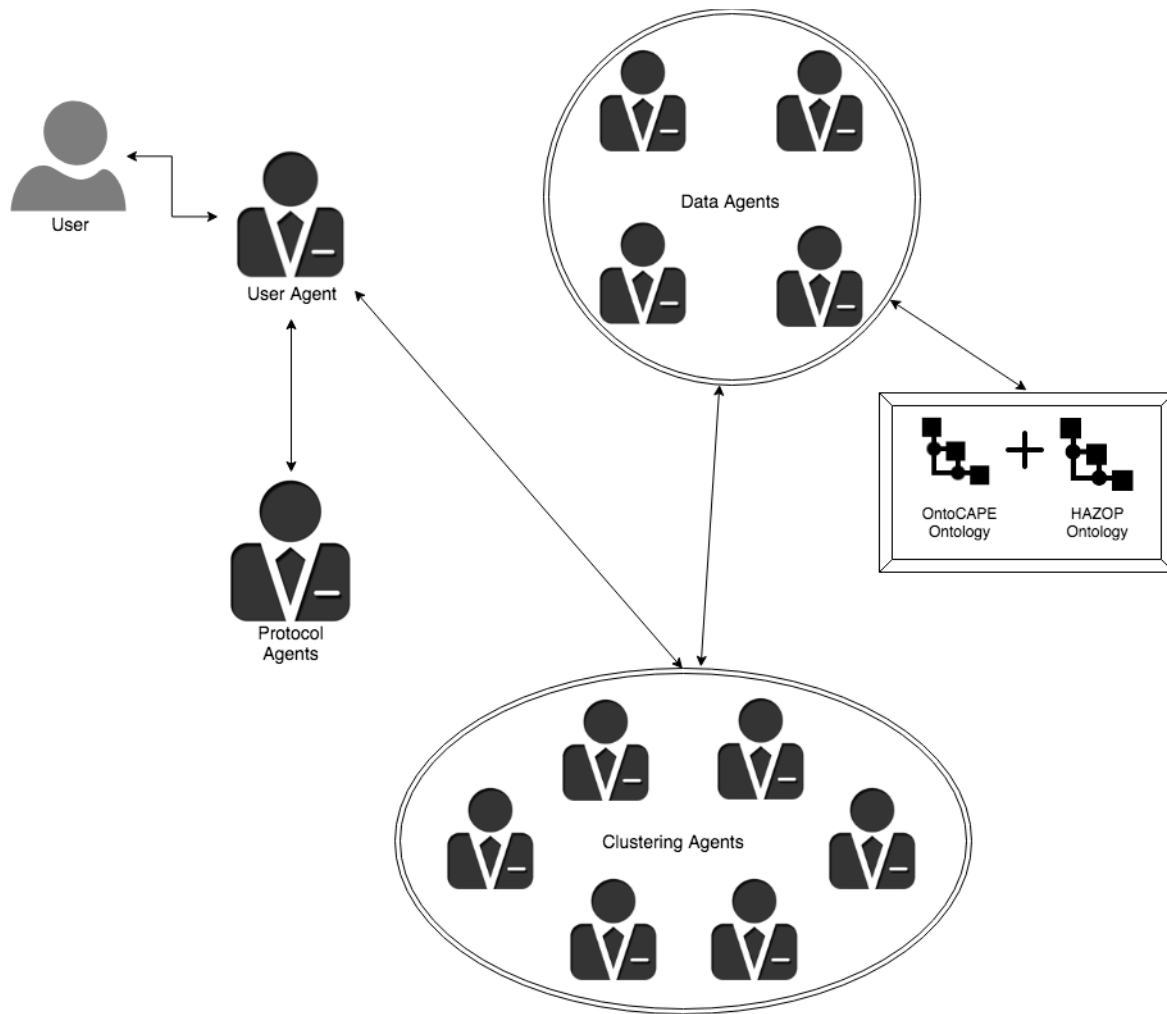 Data Agents
User
User Agent
OntoCAPE
Ontology
HAZOP
Ontology
Protocol
Agents
Clustering Agents